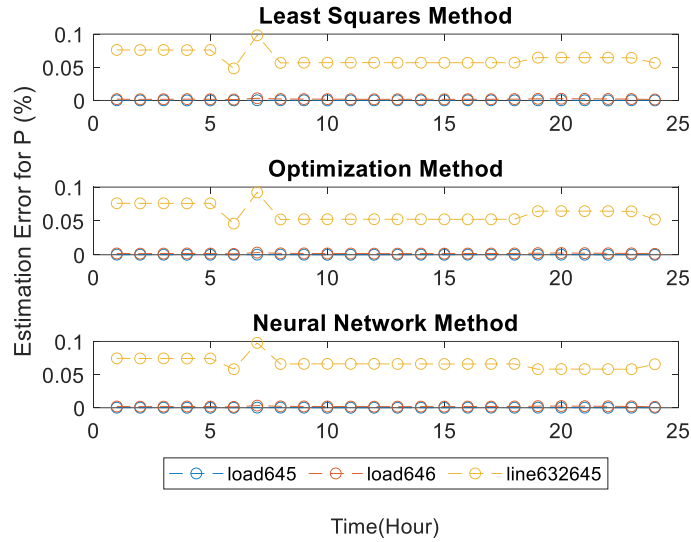 Least Squares Method
0.1
0.05
0
0 5 10 15 20 25
Optimization Method
0.1
0.05
0
0 5 10 15 20 25
Neural Network Method
0.1
0.05
0
0 5 10 15 20 25
Estimation Error for P (%)
load645 load646 line632645
Time(Hour)